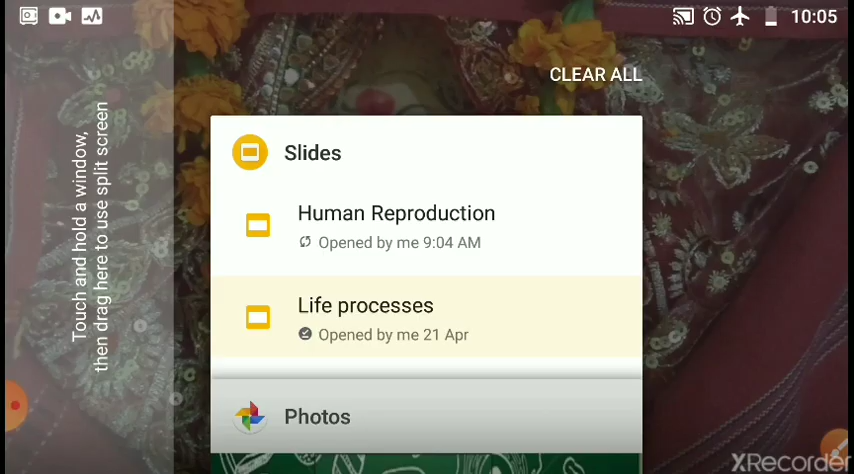 10:05
CLEAR ALL
Touch and hold a window,
then drag here to use split screen
Slides
Human Reproduction
Opened by me 9:04 AM
Life processes
Opened by me 21 Apr
Photos
XRecorder